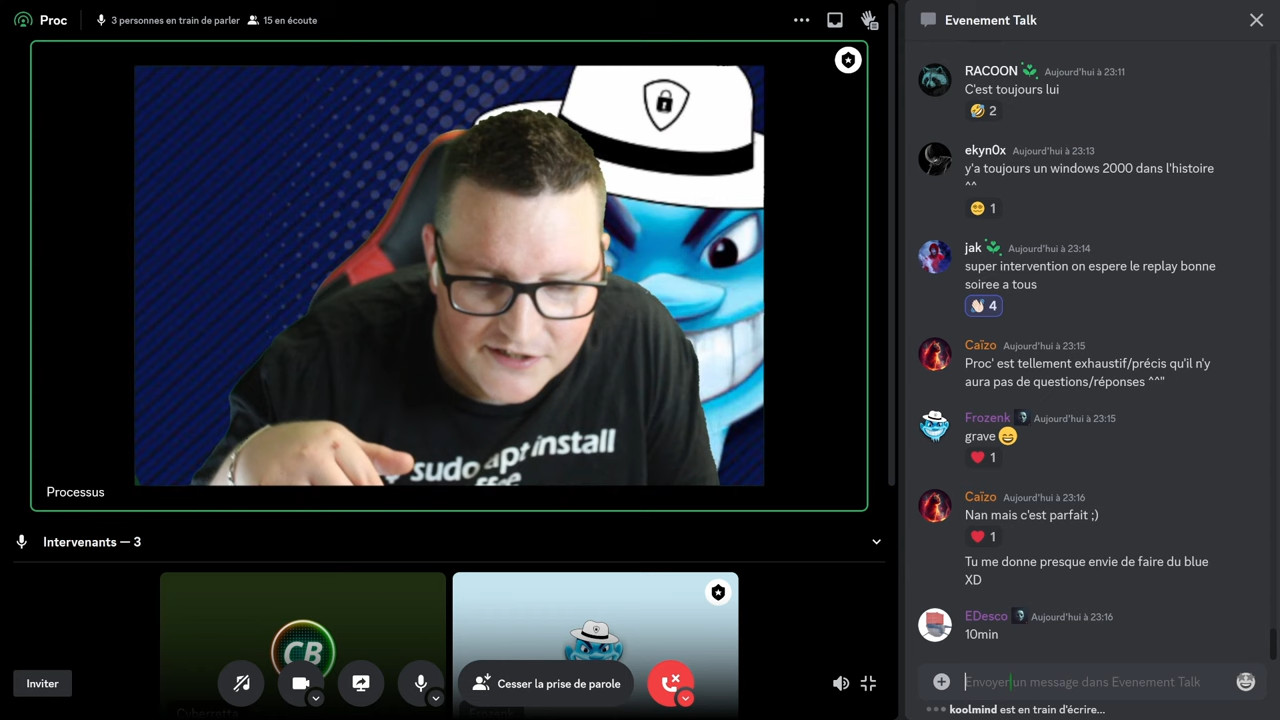 Proc
3 personnes en train de parler
15 en écoute
Evenement Talk
Processus
sudo apt install
Intervenants — 3
CB
Inviter
Cesser la prise de parole
RACOON Aujourd'hui à 23:11
C'est toujours lui
🤣 2
ekyn0x Aujourd'hui à 23:13
y'a toujours un windows 2000 dans l'histoire
^^
1
jak Aujourd'hui à 23:14
super intervention on espere le replay bonne
soiree a tous
👏🏻 4
Caïzo Aujourd'hui à 23:15
Proc' est tellement exhaustif/précis qu'il n'y
aura pas de questions/réponses ^^"
Frozenk Aujourd'hui à 23:15
grave 😄
❤️ 1
Caïzo Aujourd'hui à 23:16
Nan mais c'est parfait ;)
❤️ 1
Tu me donne presque envie de faire du blue
XD
EDesco Aujourd'hui à 23:16
10min
Envoyer un message dans Evenement Talk
koolmind est en train d'écrire...